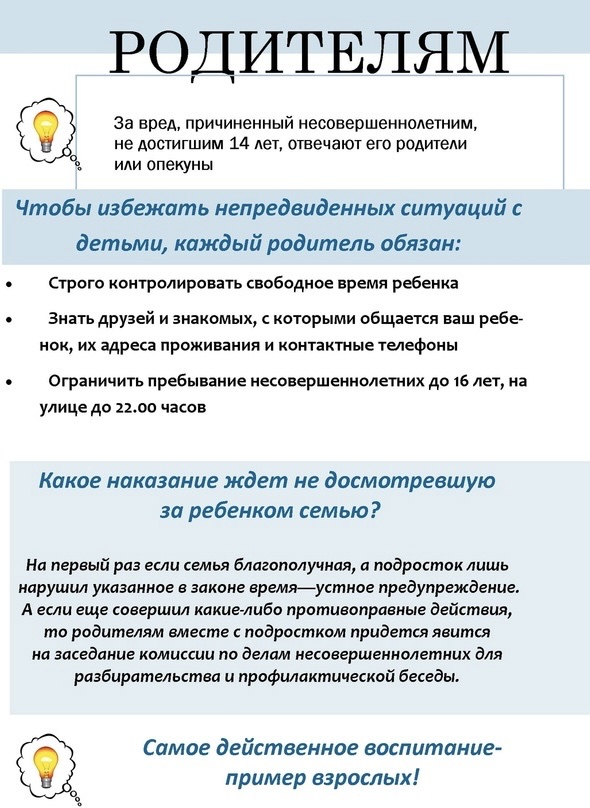 РОДИТЕЛЯМ
За вред, причиненный несовершеннолетним,
не достигшим 14 лет, отвечают его родители
или опекуны
Чтобы избежать непредвиденных ситуаций с
детьми, каждый родитель обязан:
• Строго контролировать свободное время ребенка
• Знать друзей и знакомых, с которыми общается ваш ребе-
нок, их адреса проживания и контактные телефоны
• Ограничить пребывание несовершеннолетних до 16 лет, на
улице до 22.00 часов
Какое наказание ждет не досмотревшую
за ребенком семью?
На первый раз если семья благополучная, а подросток лишь
нарушил указанное в законе время—устное предупреждение.
А если еще совершил какие-либо противоправные действия,
то родителям вместе с подростком придется явится
на заседание комиссии по делам несовершеннолетних для
разбирательства и профилактической беседы.
Самое действенное воспитание-
пример взрослых!